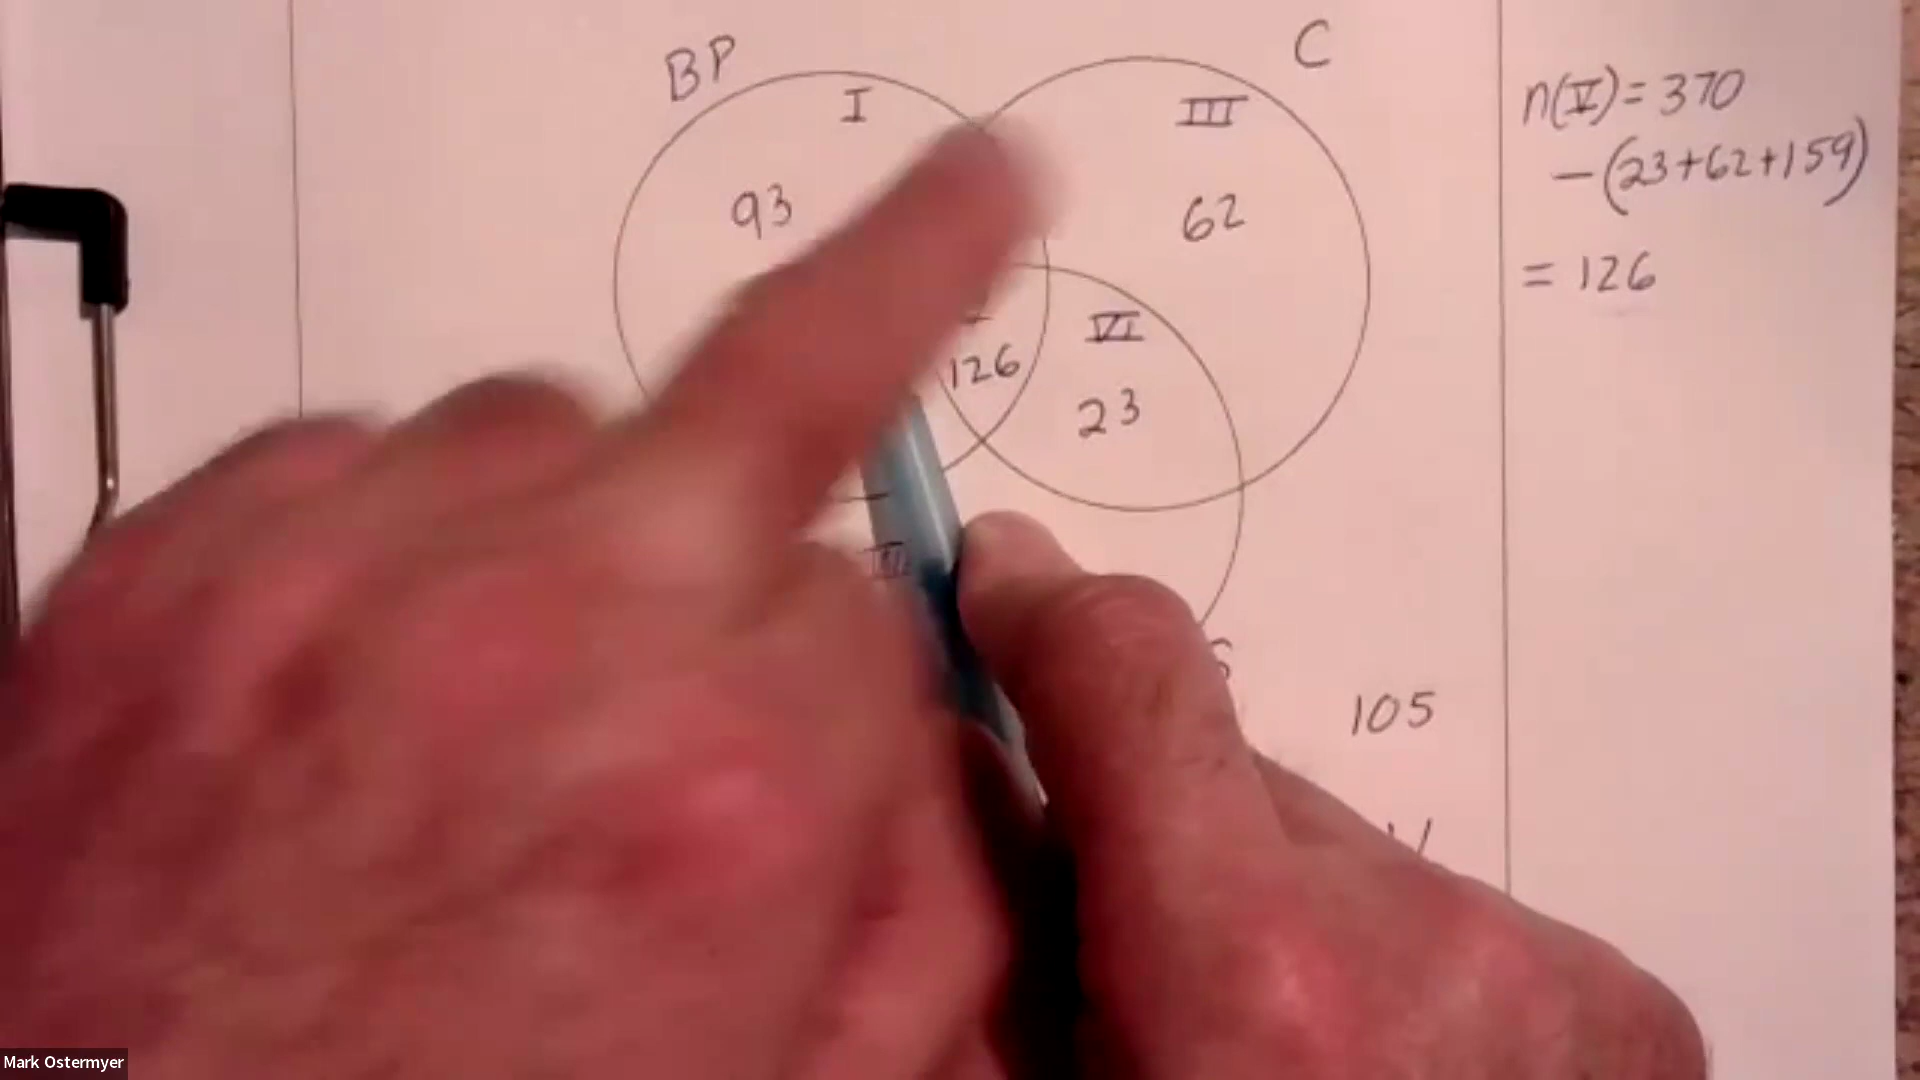 BP
C
I
III
93
62
VI
126
23
S
105
n(V) = 370
- (23+62+159)
= 126
Mark Ostermyer